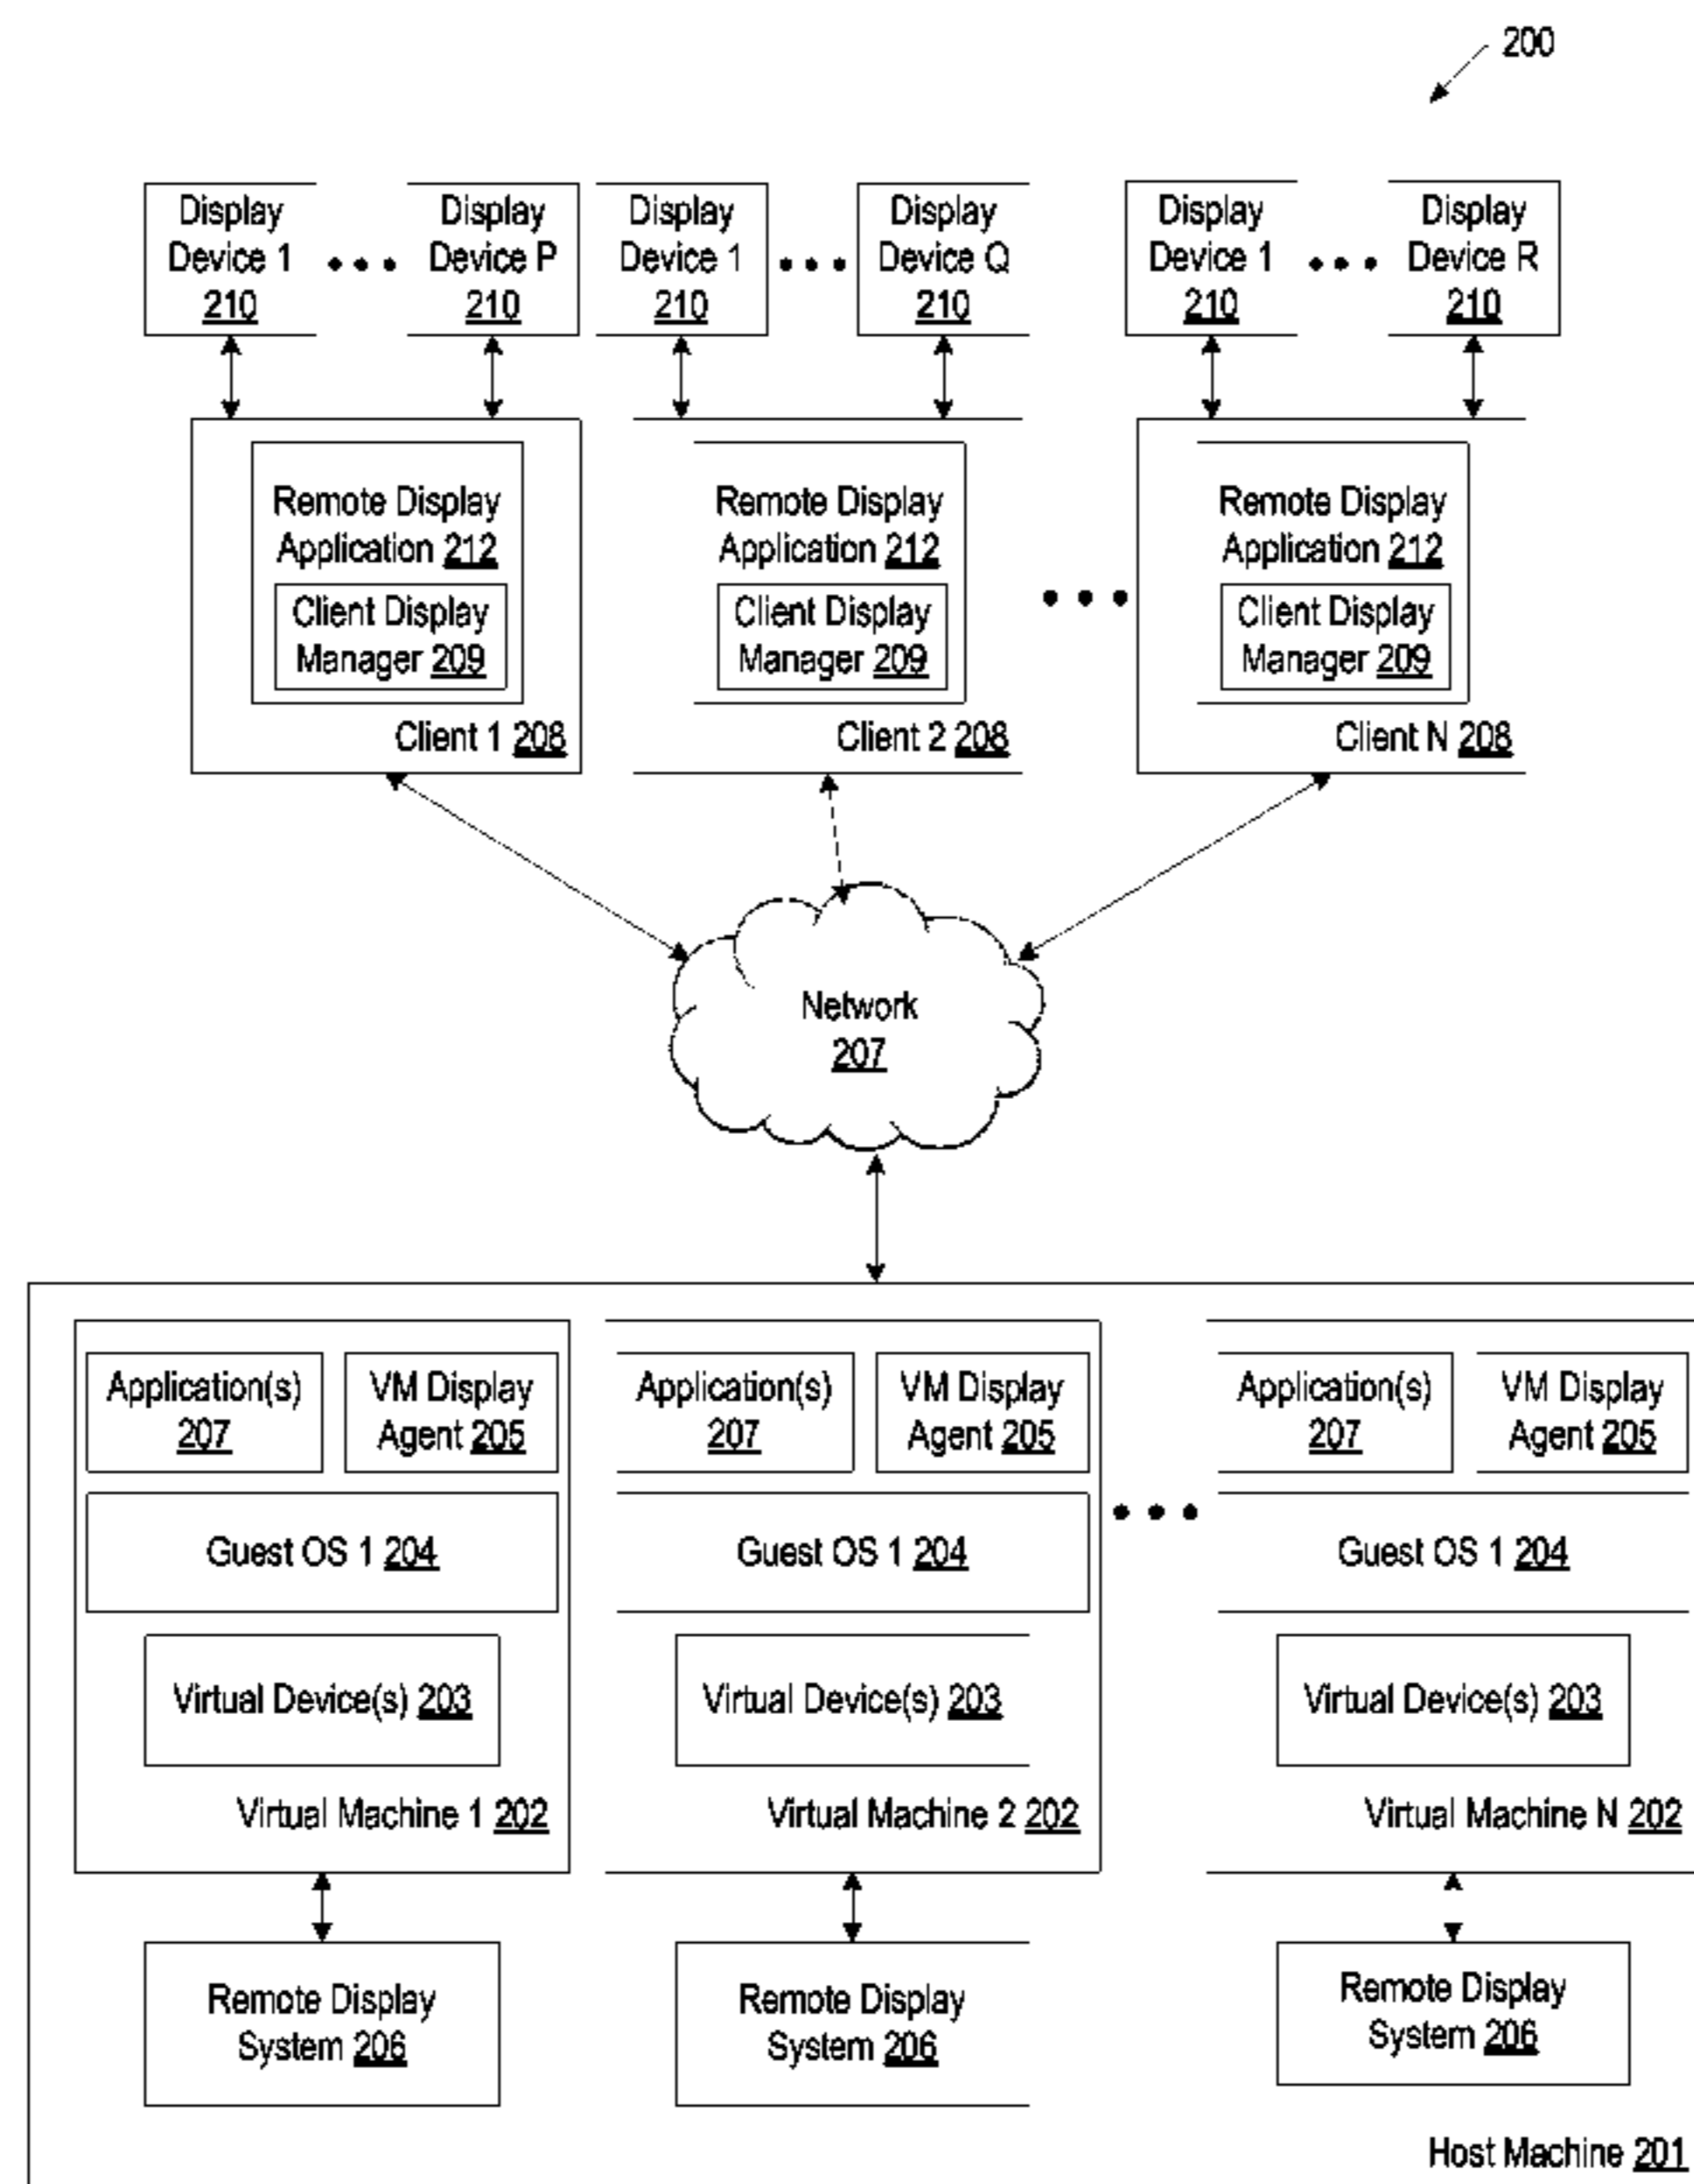 200
Display
Device 1
210
Display
Device P
210
Display
Device 1
210
Display
Device Q
210
Display
Device 1
210
Display
Device R
210
Remote Display
Application 212
Client Display
Manager 209
Client 1 208
Remote Display
Application 212
Client Display
Manager 209
Client 2 208
Remote Display
Application 212
Client Display
Manager 209
Client N 208
Network
207
Application(s)
207
VM Display
Agent 205
Guest OS 1 204
Virtual Device(s) 203
Virtual Machine 1 202
Application(s)
207
VM Display
Agent 205
Guest OS 1 204
Virtual Device(s) 203
Virtual Machine 2 202
Application(s)
207
VM Display
Agent 205
Guest OS 1 204
Virtual Device(s) 203
Virtual Machine N 202
Remote Display
System 206
Remote Display
System 206
Remote Display
System 206
Host Machine 201